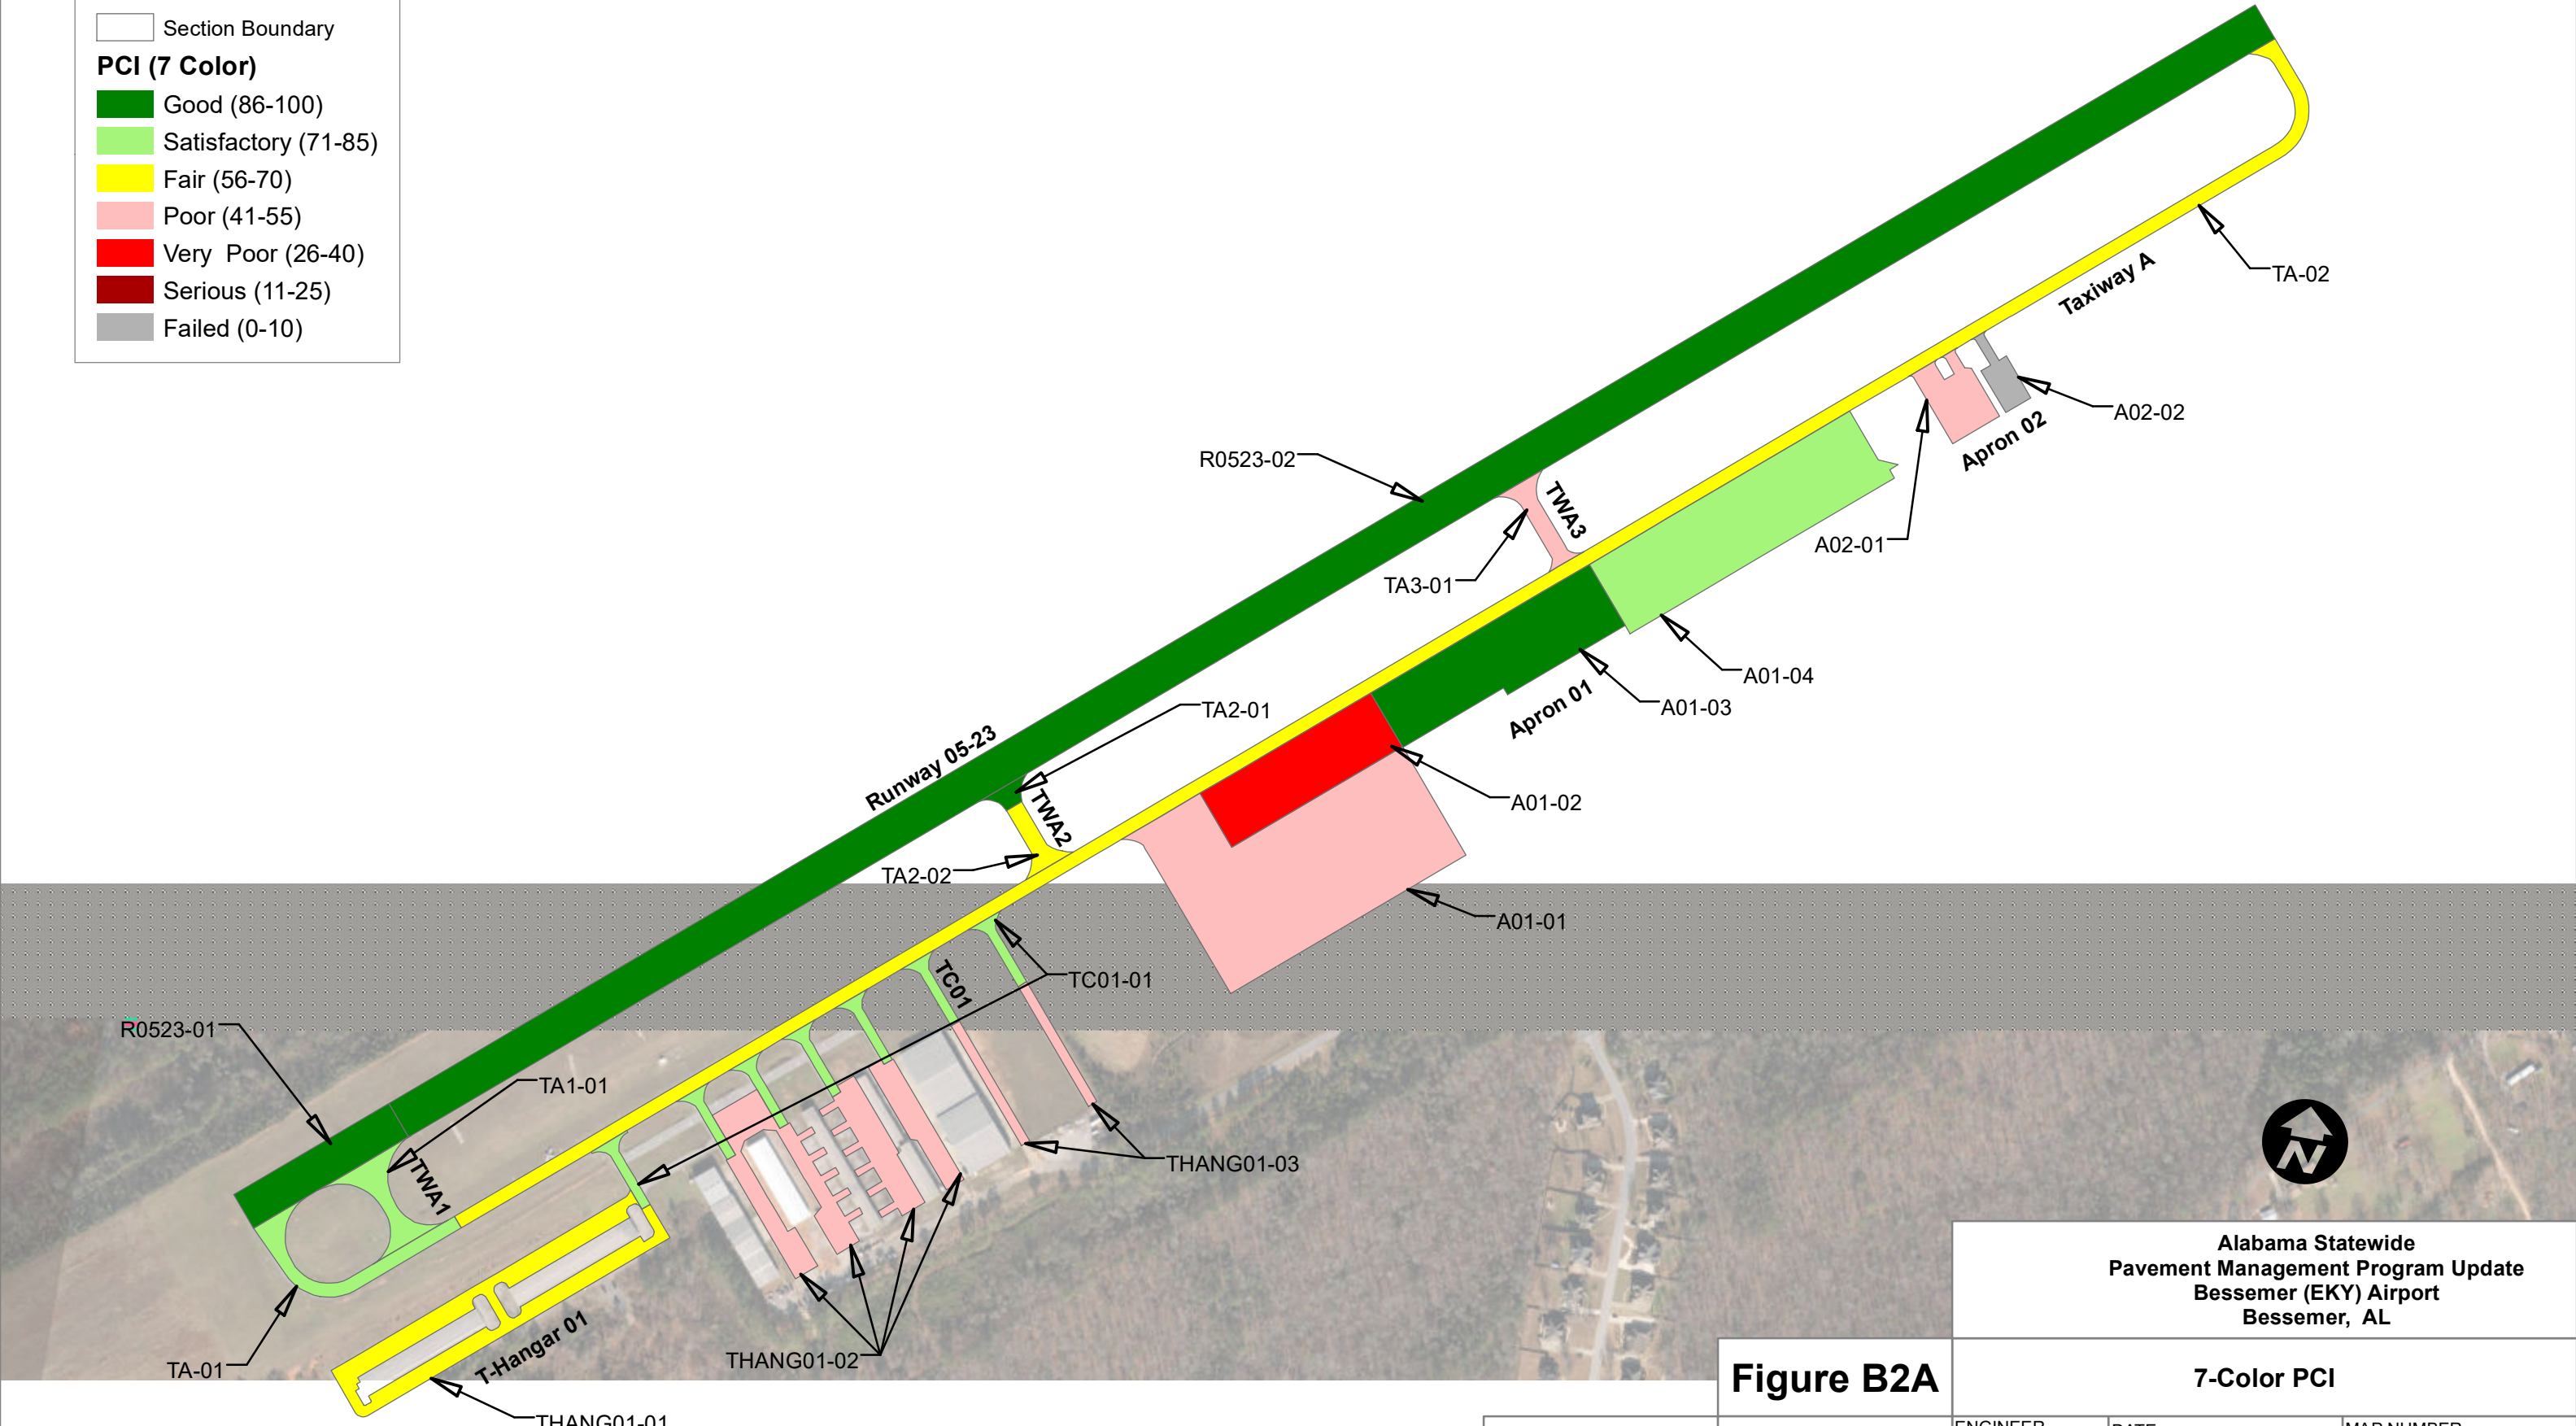 Section Boundary
PCI (7 Color)
Good (86-100)
Satisfactory (71-85)
Fair (56-70)
Poor (41-55)
Very  Poor (26-40)
Serious (11-25)
Failed (0-10)
TA-02
Taxiway A
A02-02
Apron 02
R0523-02
TWA3
A02-01
TA3-01
A01-04
A01-03
Apron 01
TA2-01
Runway 05-23
TWA2
A01-02
TA2-02
A01-01
TC01
TC01-01
R0523-01
TA1-01
TWA1
THANG01-03
N
T-Hangar 01
THANG01-02
TA-01
THANG01-01
Alabama Statewide
Pavement Management Program Update
Bessemer (EKY) Airport
Bessemer,  AL
Figure B2A
7-Color PCI
ENGINEER
DATE
MAP NUMBER